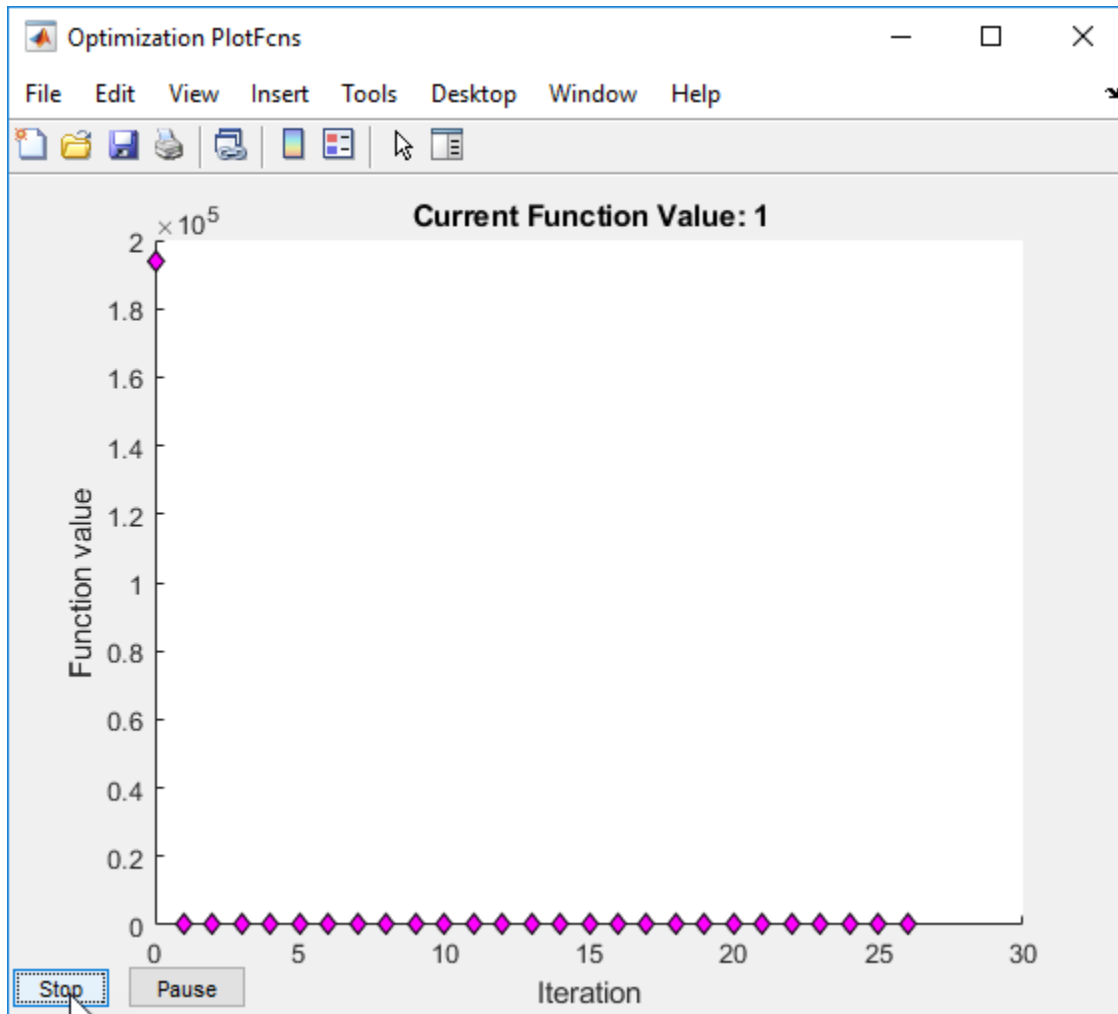 Optimization PlotFcns
File Edit View Insert Tools Desktop Window Help
×10^5
Current Function Value: 1
2
1.8
1.6
1.4
1.2
1
0.8
0.6
0.4
0.2
0
Function value
0 5 10 15 20 25 30
Iteration
Stop Pause